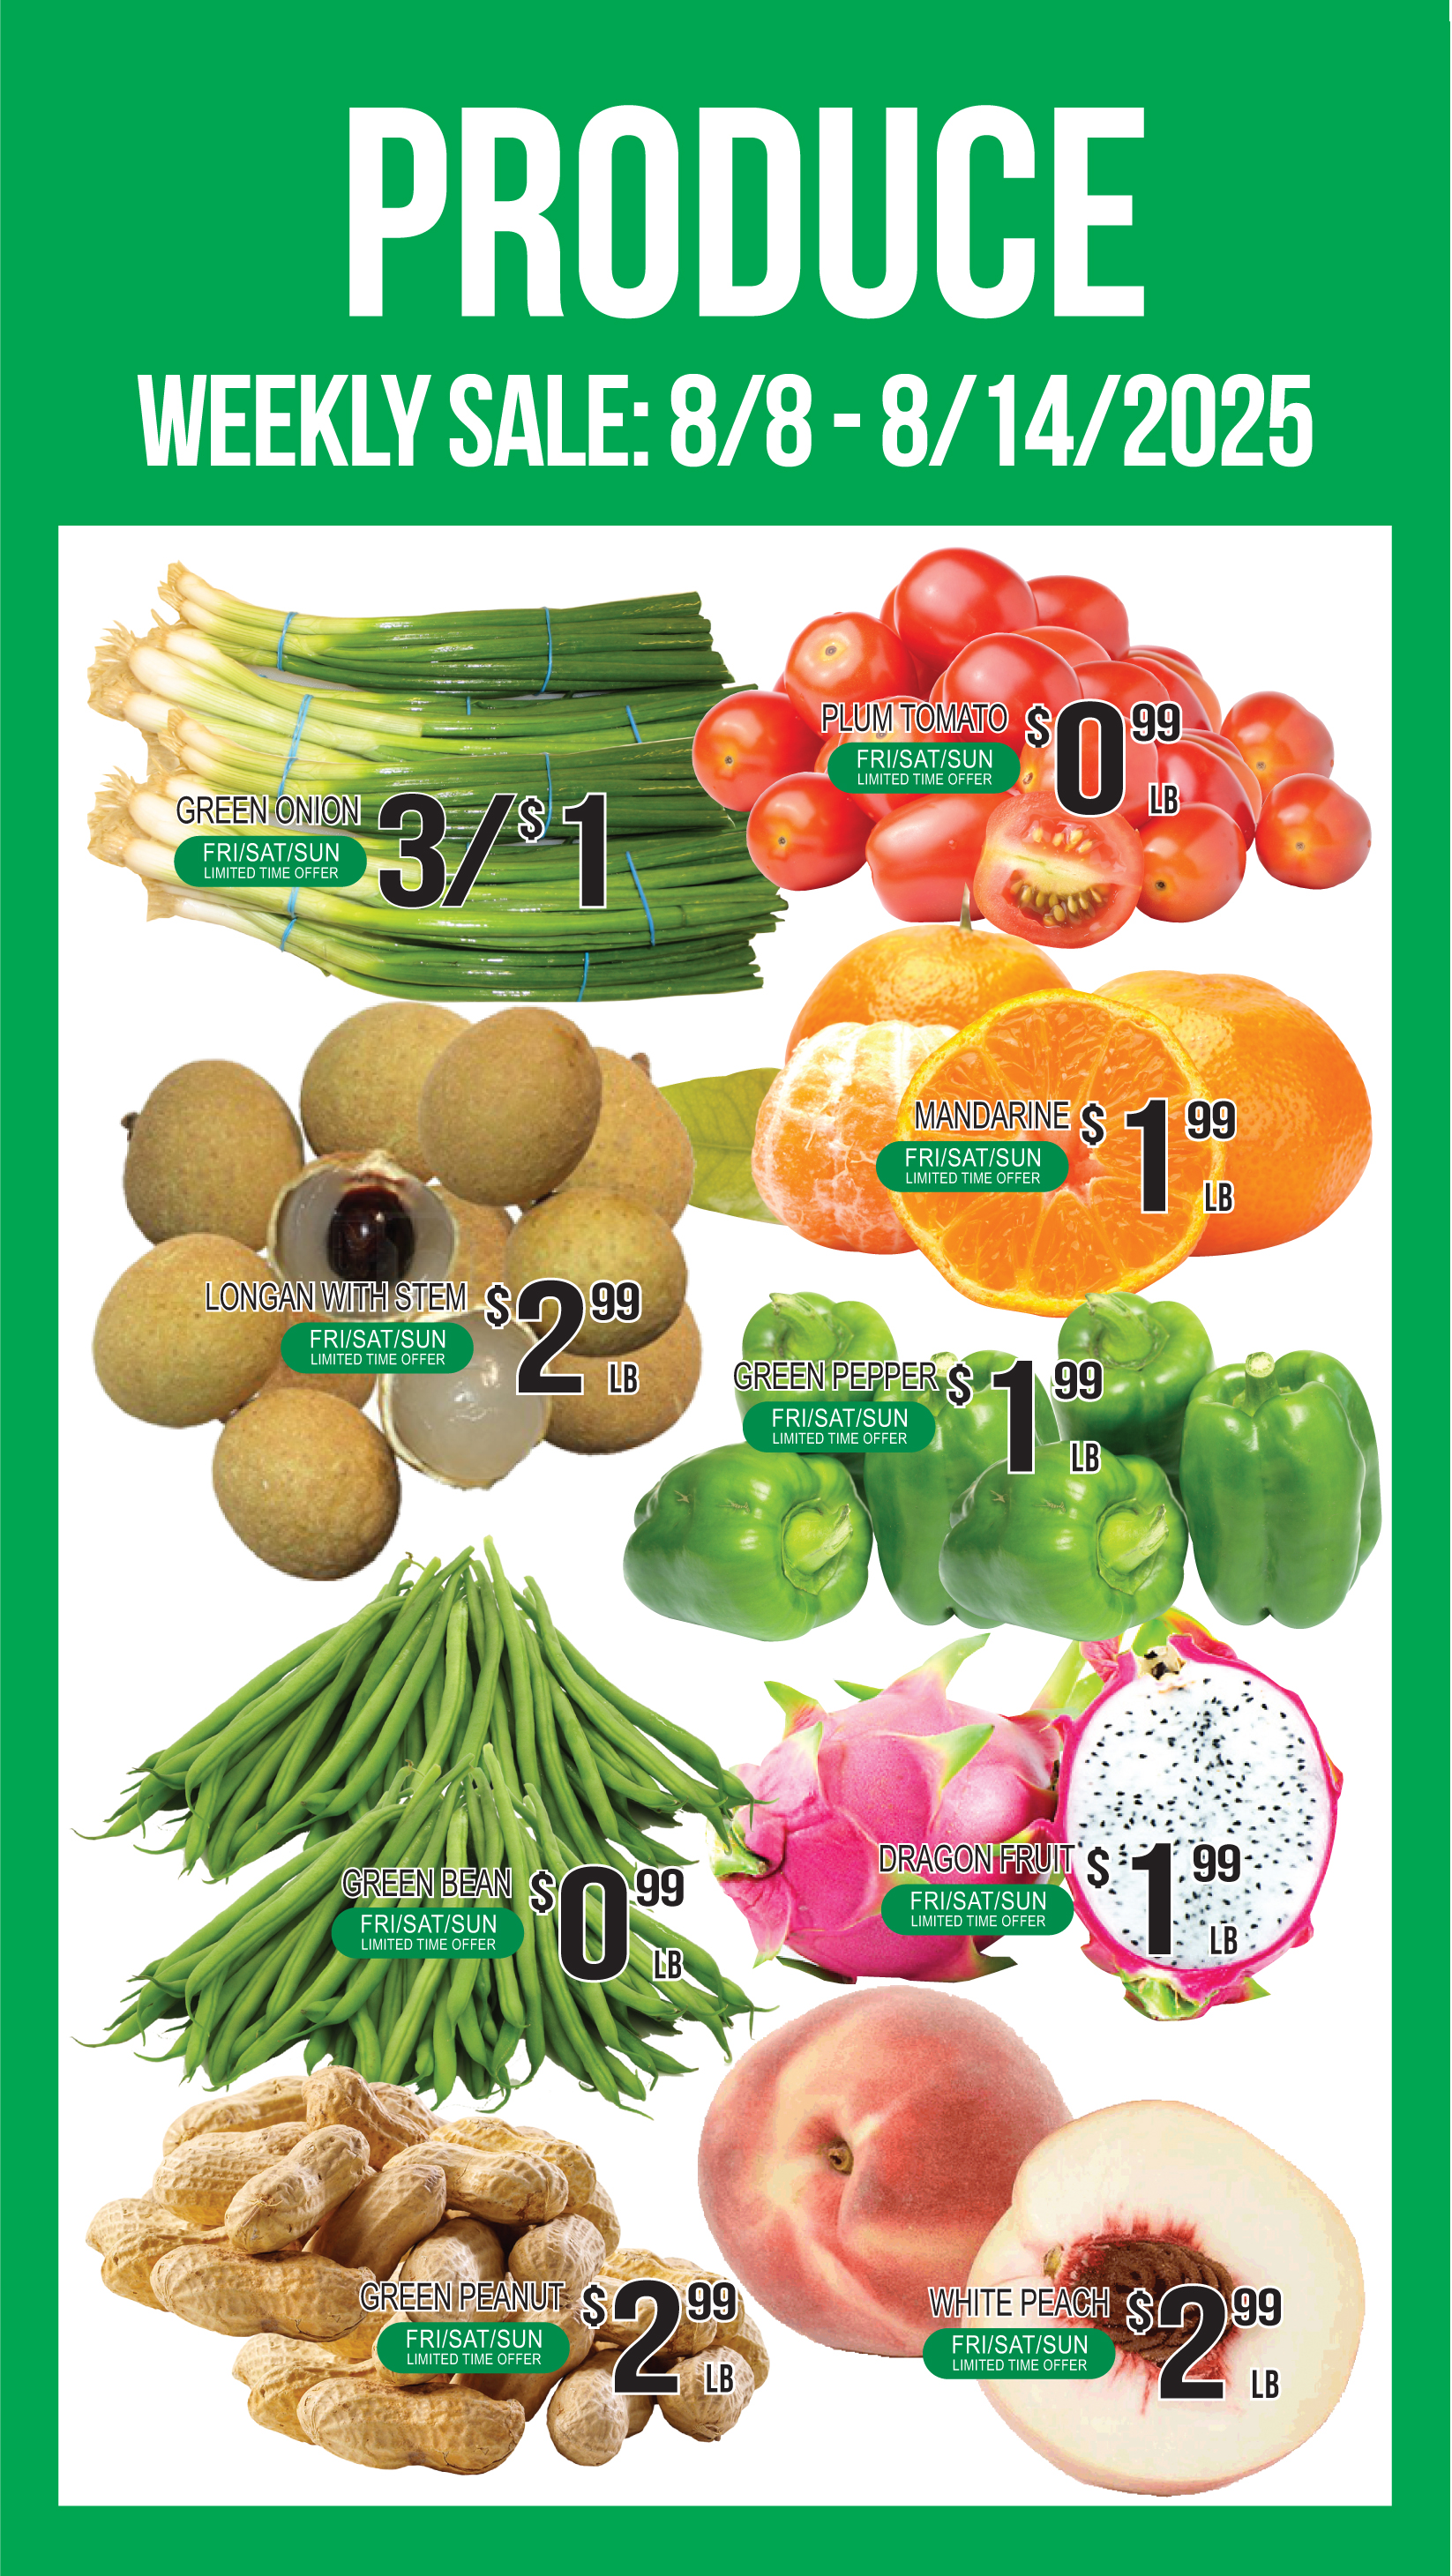 PRODUCE
WEEKLY SALE: 8/8 - 8/14/2025
GREEN ONION
FRI/SAT/SUN
LIMITED TIME OFFER
3/$1
PLUM TOMATO
FRI/SAT/SUN
LIMITED TIME OFFER
$0 99
LB
MANDARINE
FRI/SAT/SUN
LIMITED TIME OFFER
$1 99
LB
LONGAN WITH STEM
FRI/SAT/SUN
LIMITED TIME OFFER
$2 99
LB
GREEN PEPPER
FRI/SAT/SUN
LIMITED TIME OFFER
$1 99
LB
GREEN BEAN
FRI/SAT/SUN
LIMITED TIME OFFER
$0 99
LB
DRAGON FRUIT
FRI/SAT/SUN
LIMITED TIME OFFER
$1 99
LB
GREEN PEANUT
FRI/SAT/SUN
LIMITED TIME OFFER
$2 99
LB
WHITE PEACH
FRI/SAT/SUN
LIMITED TIME OFFER
$2 99
LB